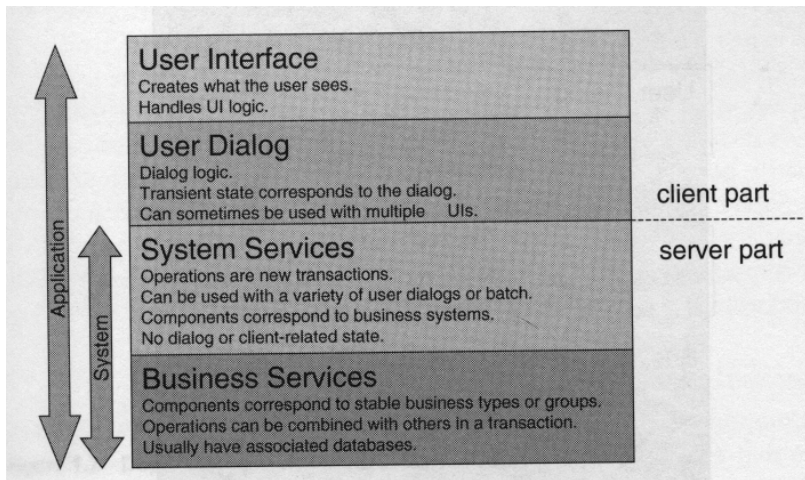 User Interface
Creates what the user sees.
Handles UI logic.
User Dialog
Dialog logic.
Transient state corresponds to the dialog.
Can sometimes be used with multiple UIs.
System Services
Operations are new transactions.
Can be used with a variety of user dialogs or batch.
Components correspond to business systems.
No dialog or client-related state.
Business Services
Components correspond to stable business types or groups.
Operations can be combined with others in a transaction.
Usually have associated databases.
Application
System
client part
server part